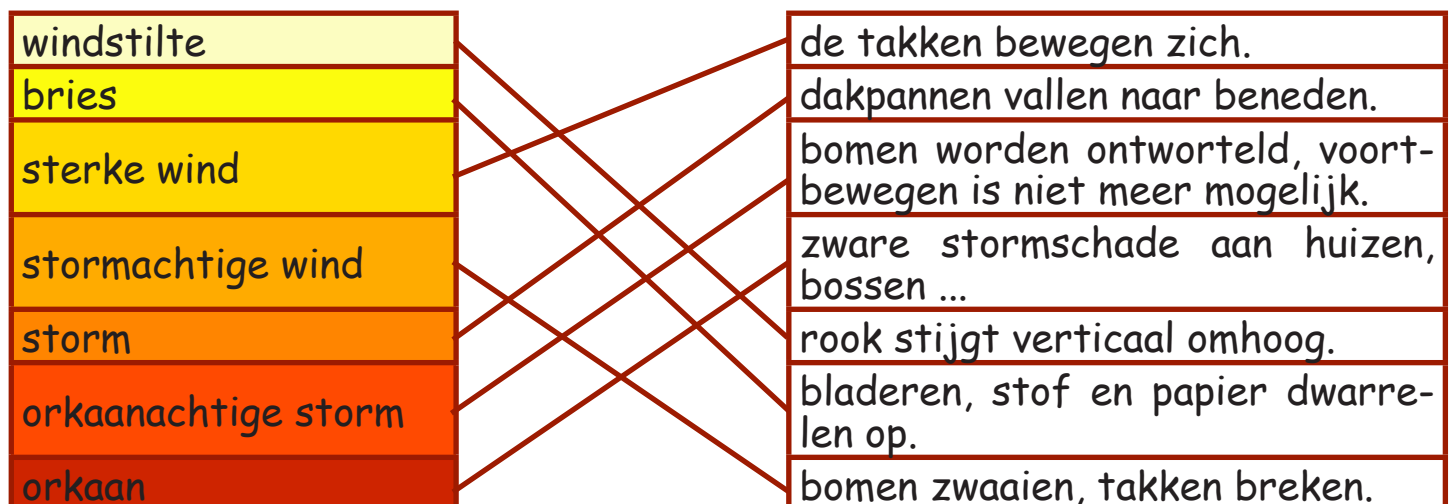 windstilte
bries
sterke wind
stormachtige wind
storm
orkaanachtige storm
orkaan
de takken bewegen zich.
dakpannen vallen naar beneden.
bomen worden ontworteld, voort-
bewegen is niet meer mogelijk.
zware stormschade aan huizen,
bossen ...
rook stijgt verticaal omhoog.
bladeren, stof en papier dwarre-
len op.
bomen zwaaien, takken breken.